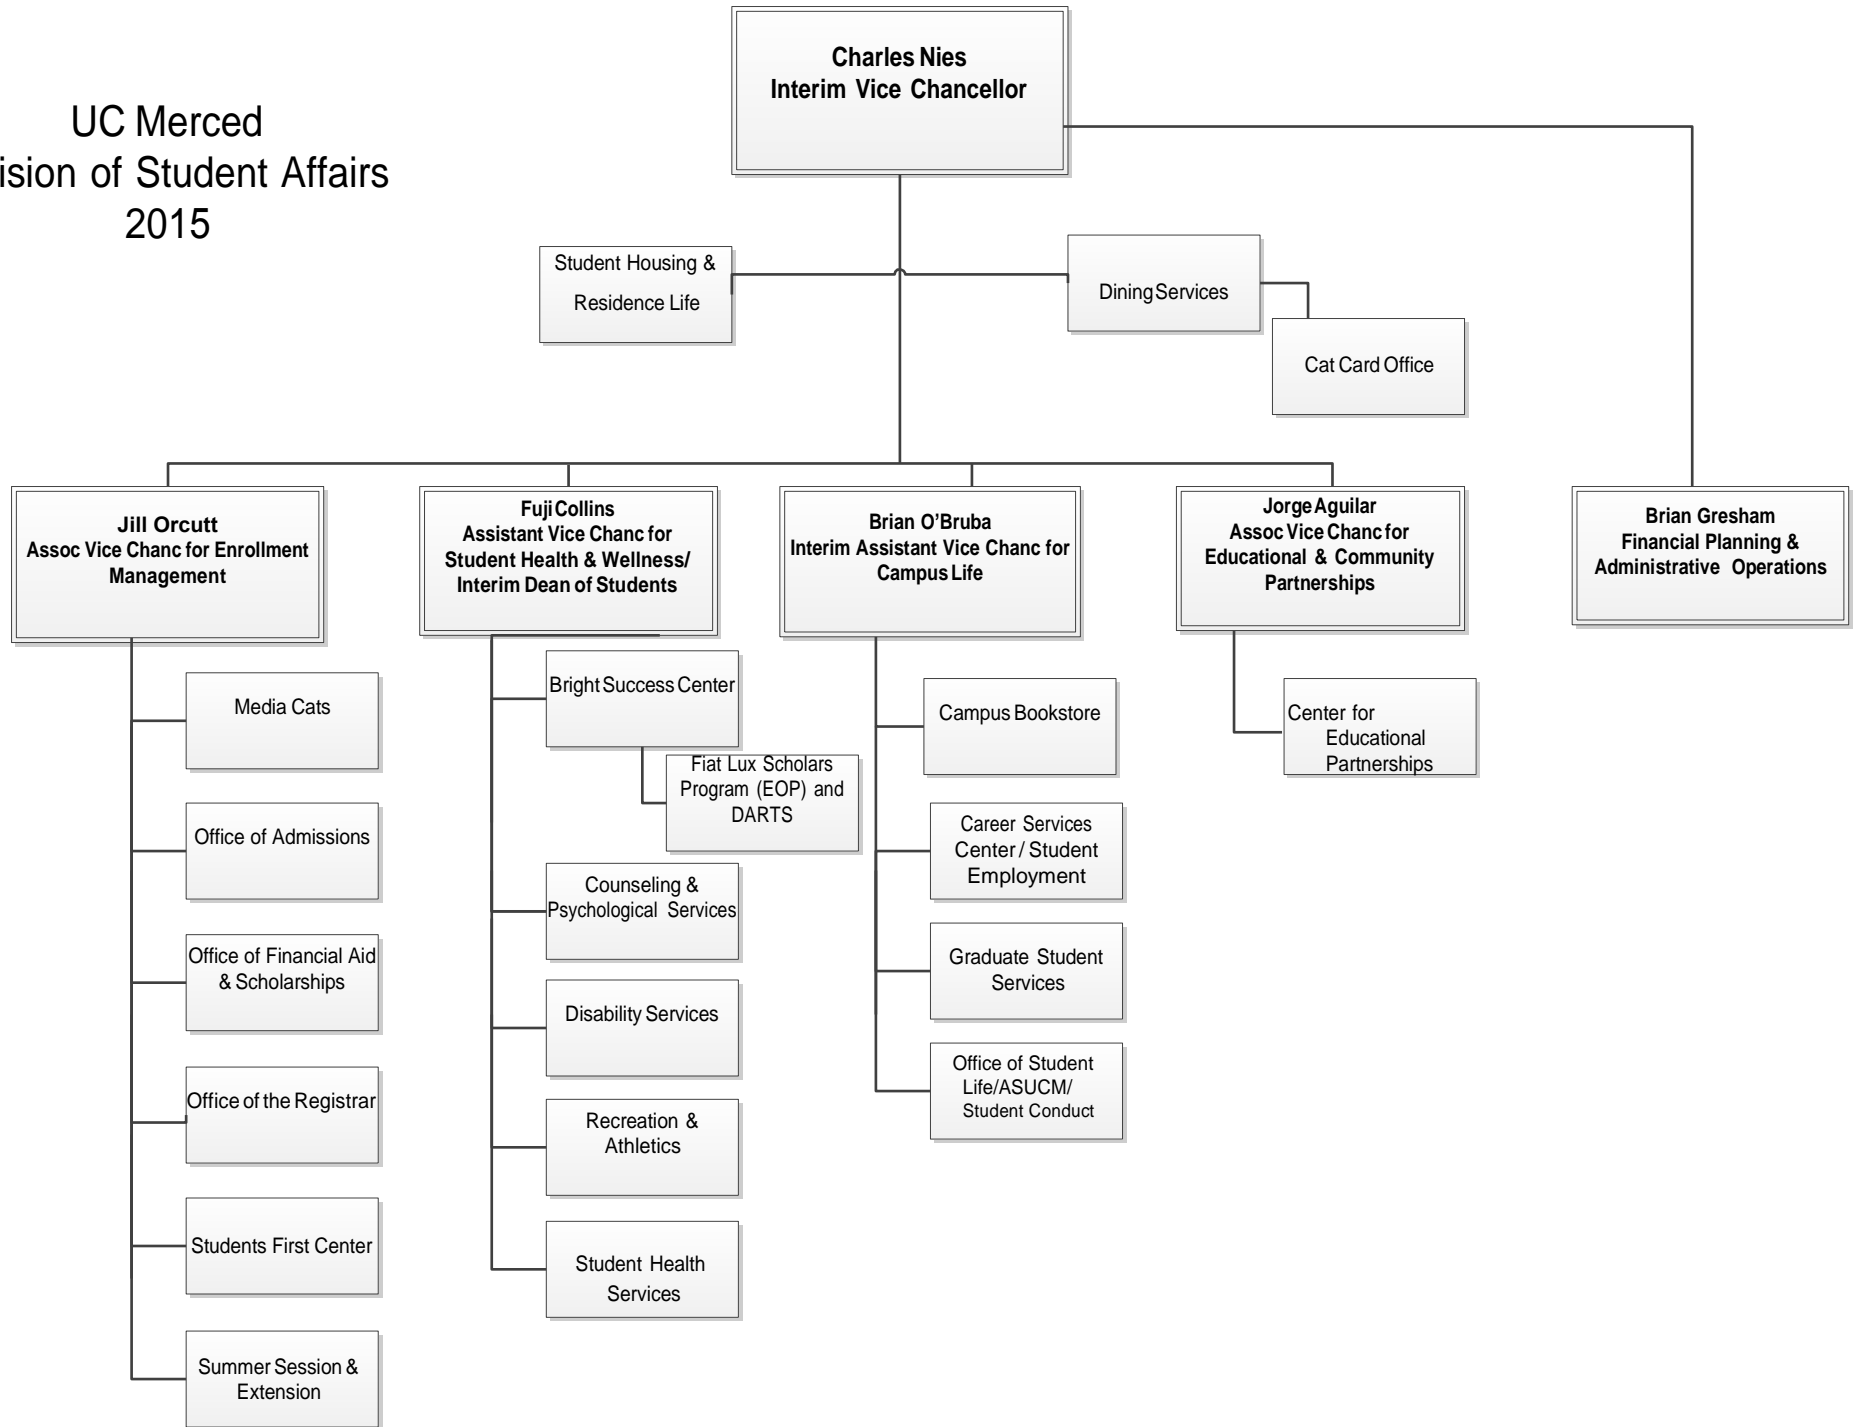 Charles Nies
Interim Vice Chancellor
UC Merced
ision of Student Affairs
2015
Student Housing &
Residence Life
Dining Services
Cat Card Office
Jill Orcutt
Assoc Vice Chanc for Enrollment
Management
Fuji Collins
Assistant Vice Chanc for
Student Health & Wellness/
Interim Dean of Students
Brian O’Bruba
Interim Assistant Vice Chanc for
Campus Life
Jorge Aguilar
Assoc Vice Chanc for
Educational & Community
Partnerships
Brian Gresham
Financial Planning &
Administrative Operations
Media Cats
Office of Admissions
Office of Financial Aid
& Scholarships
Office of the Registrar
Students First Center
Summer Session &
Extension
Bright Success Center
Fiat Lux Scholars
Program (EOP) and
DARTS
Counseling &
Psychological Services
Disability Services
Recreation &
Athletics
Student Health
Services
Campus Bookstore
Career Services
Center / Student
Employment
Graduate Student
Services
Office of Student
Life/ASUCM/
Student Conduct
Center for
Educational
Partnerships